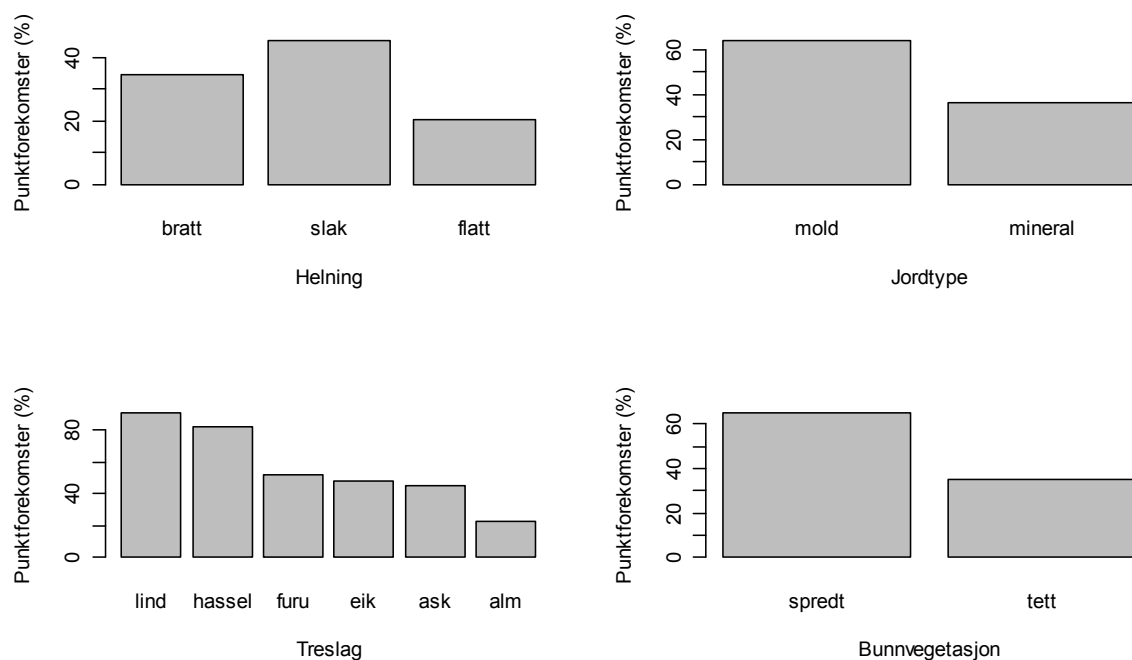 Punktforekomster (%)
0
20
40
bratt
slak
flatt
Helning
Punktforekomster (%)
0
20
40
60
mold
mineral
Jordtype
Punktforekomster (%)
0
40
80
lind
hassel
furu
eik
ask
alm
Treslag
Punktforekomster (%)
0
20
40
60
spredt
tett
Bunnvegetasjon